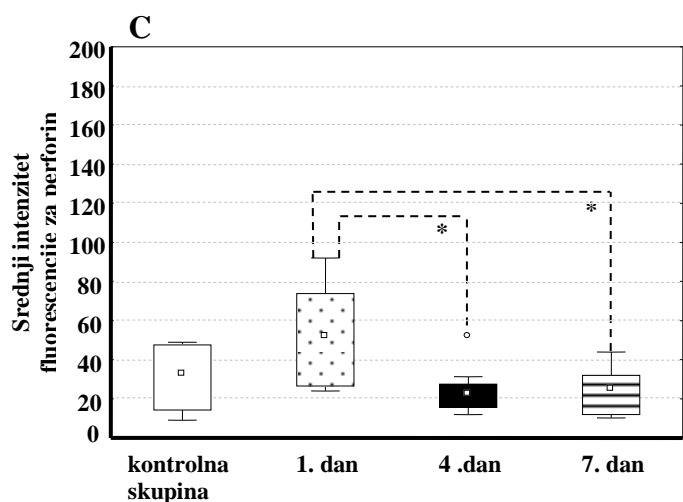 C
Srednji intenzitet
fluorescencije za perforin
200
180
160
140
120
100
80
60
40
20
0
*
*
kontrolna
skupina
1. dan
4 .dan
7. dan